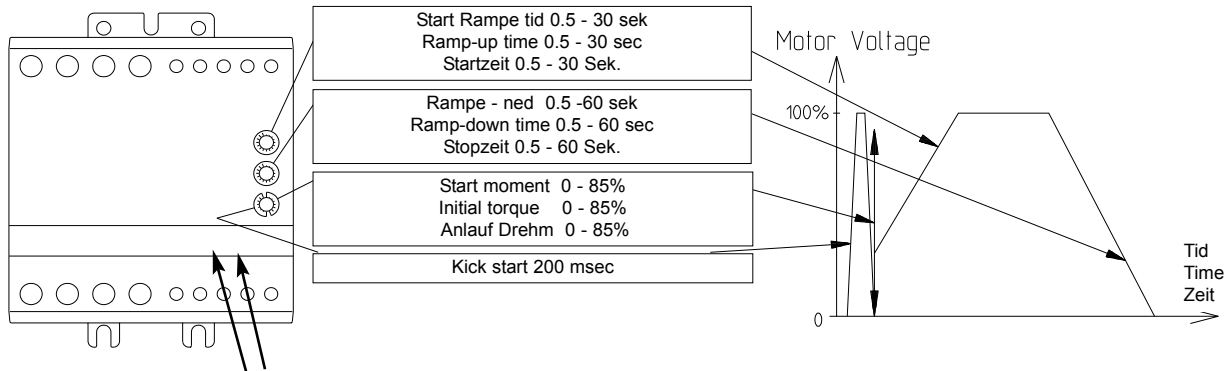 Start Rampe tid 0.5 - 30 sek
Ramp-up time 0.5 - 30 sec
Startzeit 0.5 - 30 Sek.
Rampe - ned 0.5 -60 sek
Ramp-down time 0.5 - 60 sec
Stopzeit 0.5 - 60 Sek.
Start moment 0 - 85%
Initial torque 0 - 85%
Anlauf Drehm 0 - 85%
Kick start 200 msec
Motor Voltage
100%
0
Tid
Time
Zeit